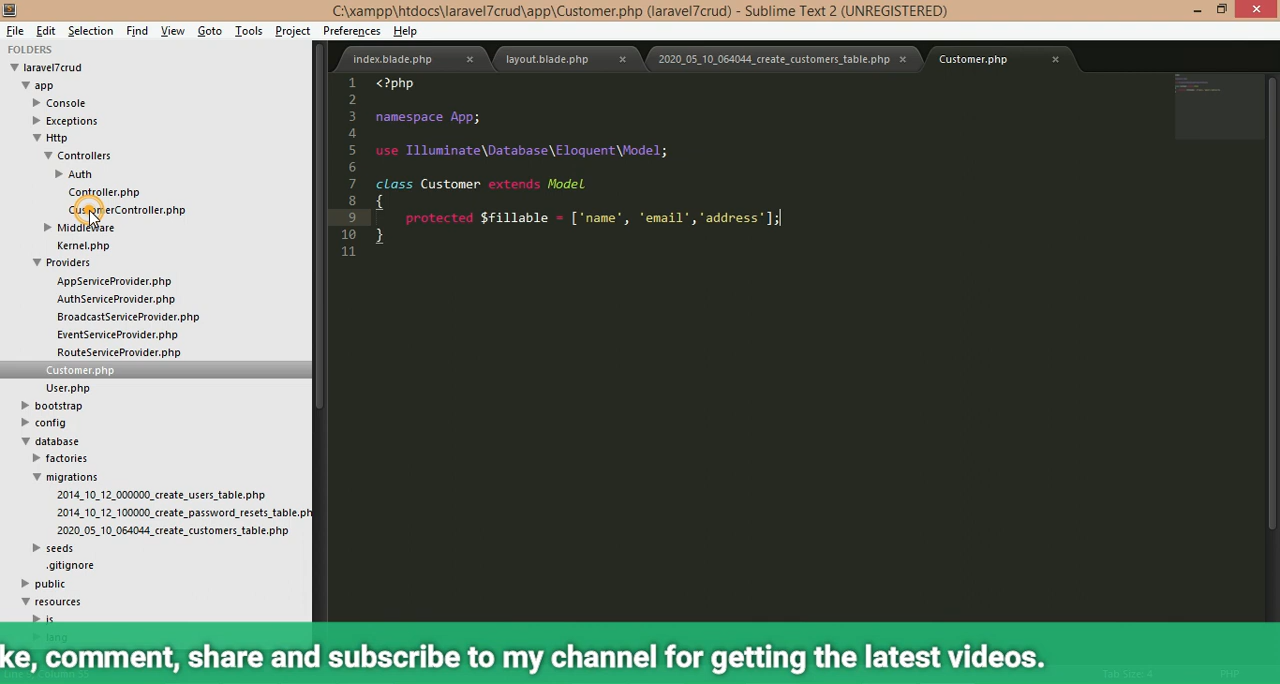 C:\xampp\htdocs\laravel7crud\app\Customer.php (laravel7crud) - Sublime Text 2 (UNREGISTERED)
File Edit Selection Find View Goto Tools Project Preferences Help
FOLDERS
laravel7crud
app
Console
Exceptions
Http
Controllers
Auth
Controller.php
CustomerController.php
Middleware
Kernel.php
Providers
AppServiceProvider.php
AuthServiceProvider.php
BroadcastServiceProvider.php
EventServiceProvider.php
RouteServiceProvider.php
Customer.php
User.php
bootstrap
config
database
factories
migrations
2014_10_12_000000_create_users_table.php
2014_10_12_100000_create_password_resets_table.ph
2020_05_10_064044_create_customers_table.php
seeds
.gitignore
public
resources
js
lang
index.blade.php layout.blade.php 2020_05_10_064044_create_customers_table.php Customer.php
1 <?php
2
3 namespace App;
4
5 use Illuminate\Database\Eloquent\Model;
6
7 class Customer extends Model
8 {
9 protected $fillable = ['name', 'email','address'];
10 }
11
ke, comment, share and subscribe to my channel for getting the latest videos.
Tab Size: 4 PHP